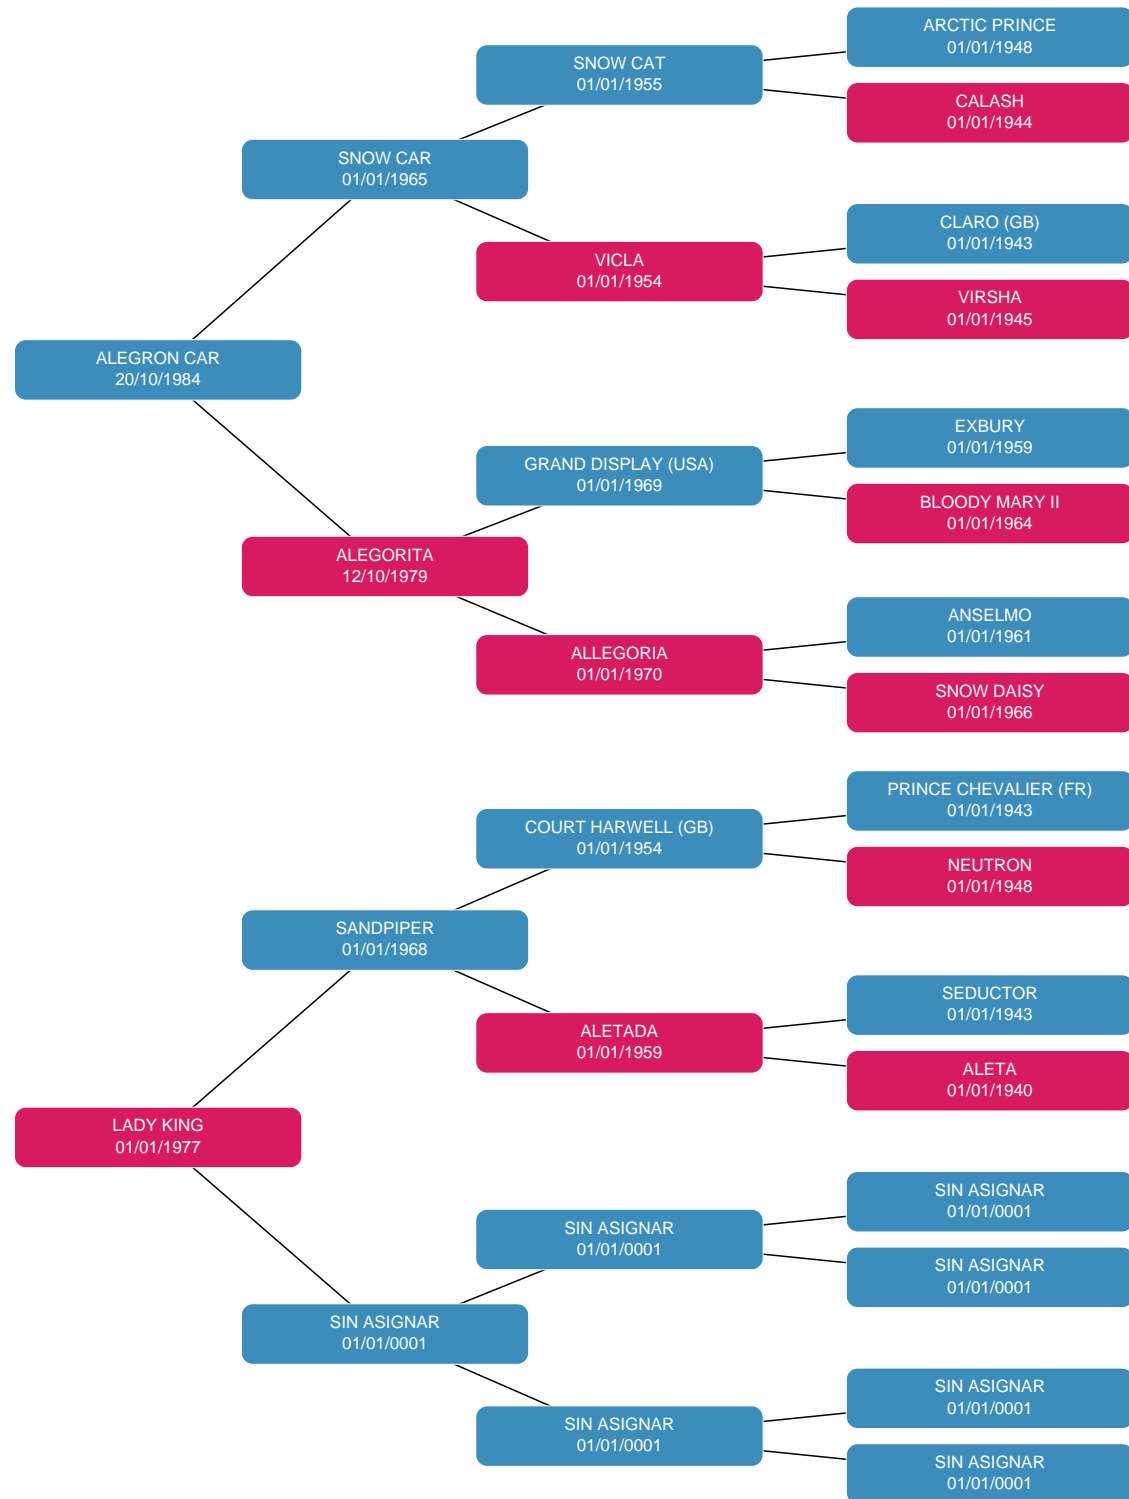 ARCTIC PRINCE
01/01/1948
SNOW CAT
01/01/1955
CALASH
01/01/1944
SNOW CAR
01/01/1965
CLARO (GB)
01/01/1943
VICLA
01/01/1954
VIRSHA
01/01/1945
ALEGRON CAR
20/10/1984
EXBURY
01/01/1959
GRAND DISPLAY (USA)
01/01/1969
BLOODY MARY II
01/01/1964
ALEGORITA
12/10/1979
ANSELMO
01/01/1961
ALLEGORIA
01/01/1970
SNOW DAISY
01/01/1966
PRINCE CHEVALIER (FR)
01/01/1943
COURT HARWELL (GB)
01/01/1954
NEUTRON
01/01/1948
SANDPIPER
01/01/1968
SEDUCTOR
01/01/1943
ALETADA
01/01/1959
ALETA
01/01/1940
LADY KING
01/01/1977
SIN ASIGNAR
01/01/0001
SIN ASIGNAR
01/01/0001
SIN ASIGNAR
01/01/0001
SIN ASIGNAR
01/01/0001
SIN ASIGNAR
01/01/0001
SIN ASIGNAR
01/01/0001
SIN ASIGNAR
01/01/0001